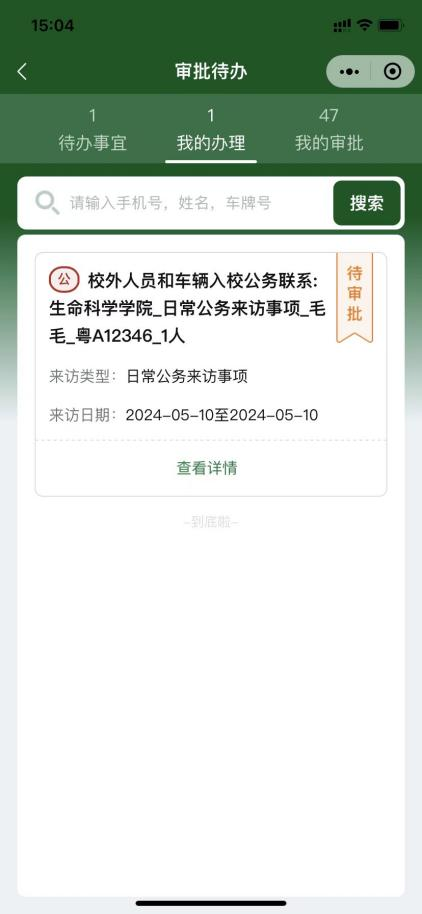 15:04
审批待办
1
待办事宜
1
我的办理
47
我的审批
请输入手机号，姓名，车牌号
搜索
公 校外人员和车辆入校公务联系:
生命科学学院_日常公务来访事项_毛
毛_粤A12346_1人
待审批
来访类型：日常公务来访事项
来访日期：2024-05-10至2024-05-10
查看详情
-到底啦-